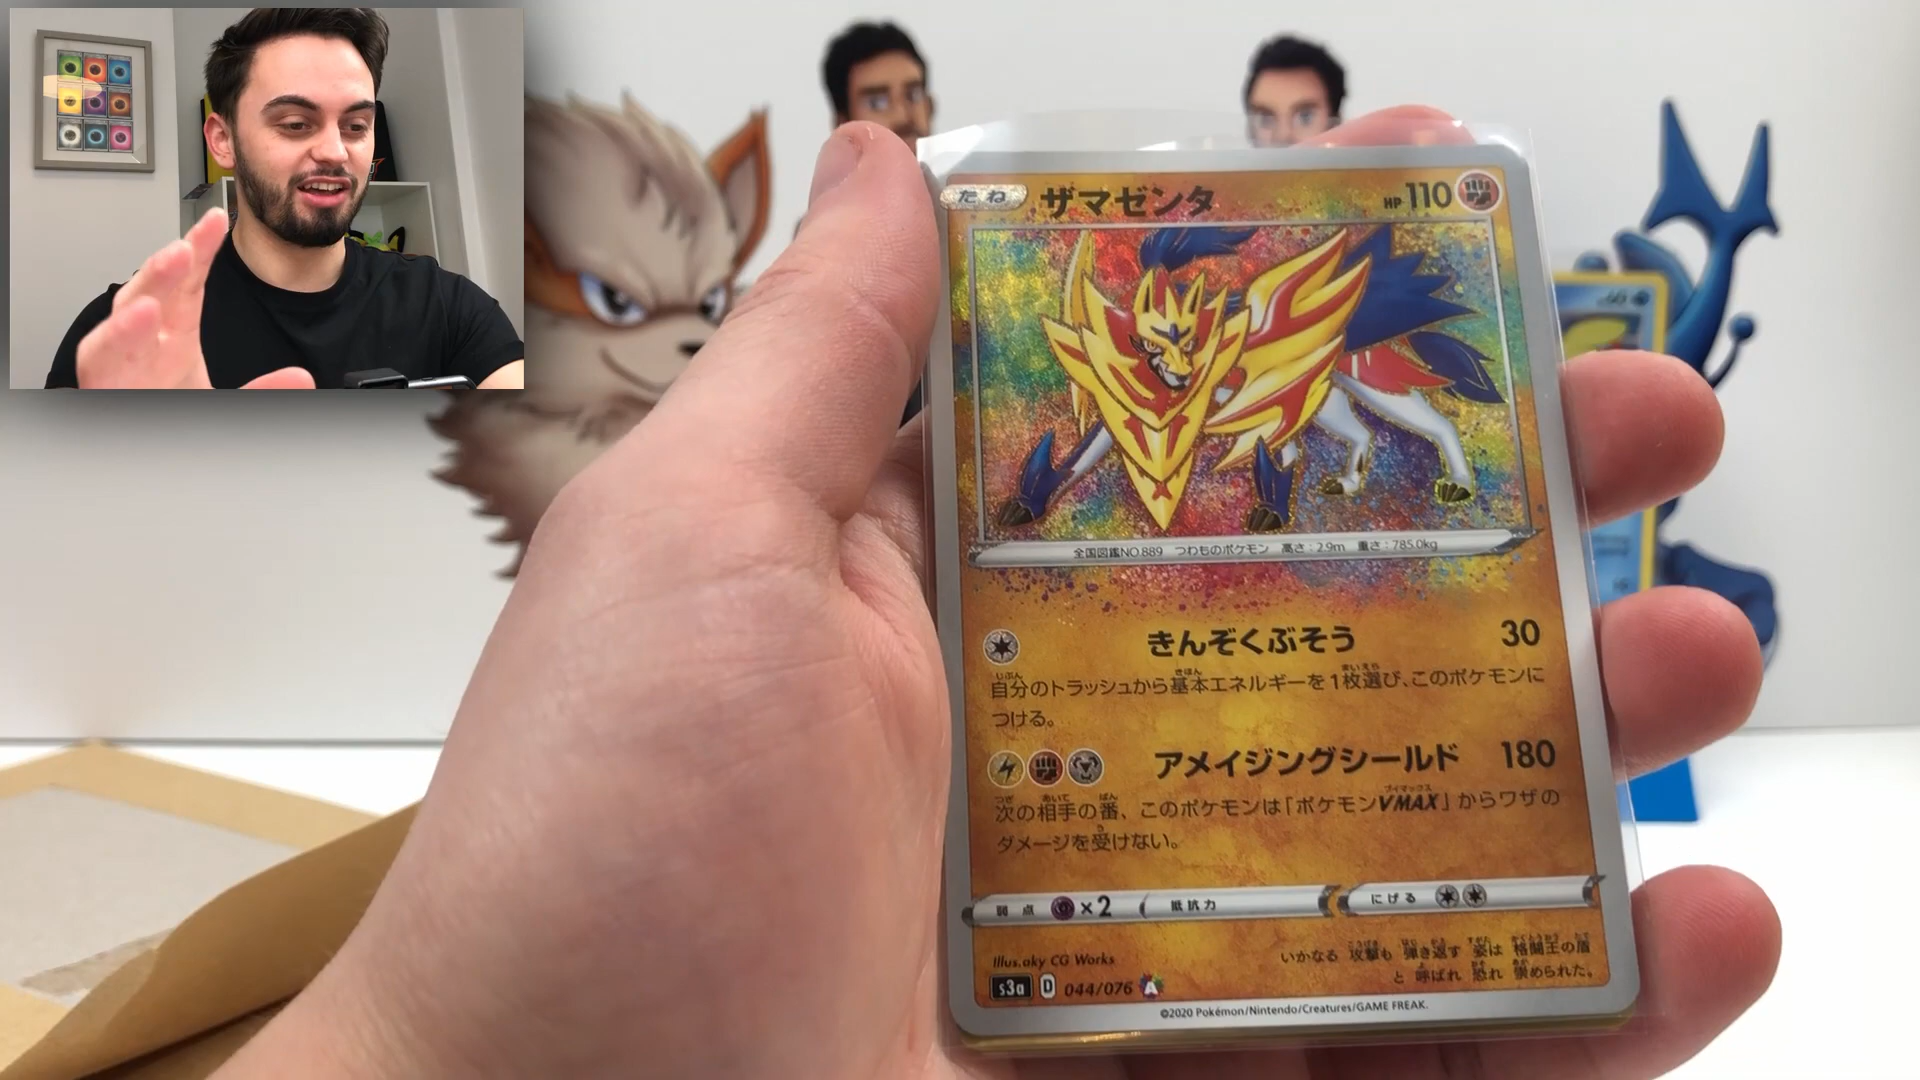 たね ザマゼンタ HP 110
全国図鑑NO.889 つわものポケモン 高さ:2.9m 重さ:785.0kg
きんぞくぶそう 30
自分のトラッシュから基本エネルギーを1枚選び、このポケモンに
つける。
アメイジングシールド 180
次の相手の番、このポケモンは「ポケモンVMAX」からワザの
ダメージを受けない。
弱点 ×2 抵抗力 にげる
Illus.aky CG Works
いかなる 攻撃も 弾き返す 姿は 格闘王の盾
と 呼ばれ 恐れ 崇められた。
s3a D 044/076 A
©2020 Pokémon/Nintendo/Creatures/GAME FREAK.